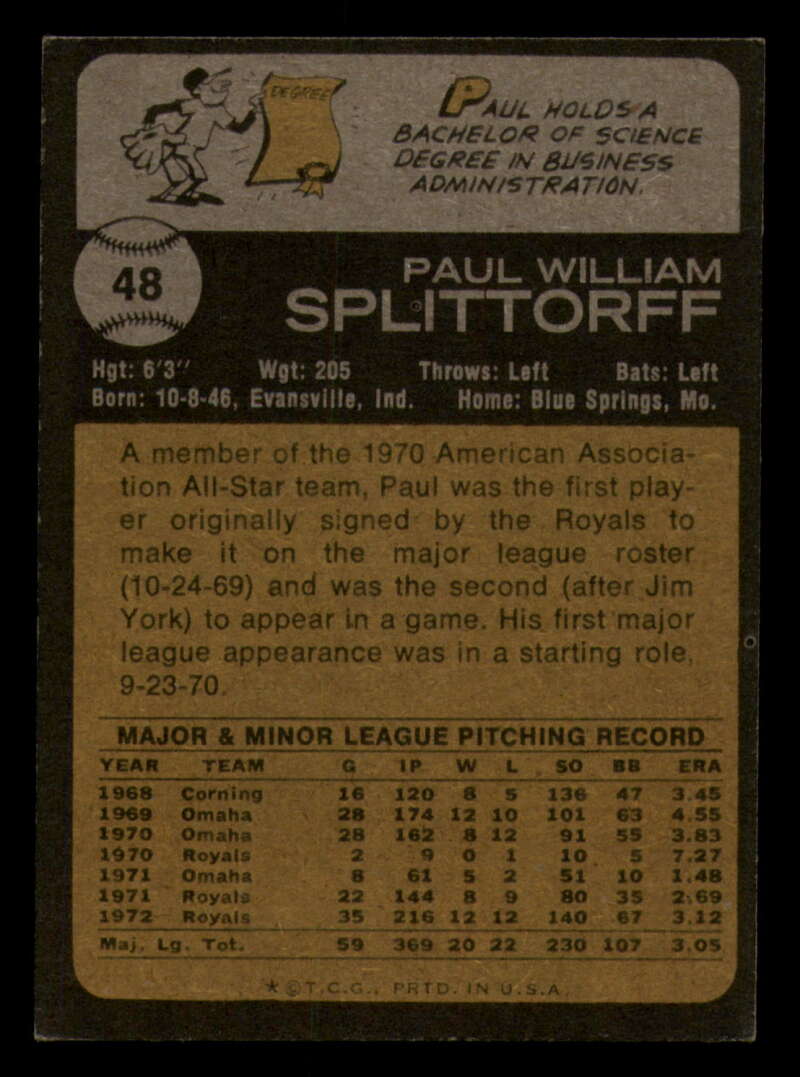 DEGREE
PAUL HOLDS A
BACHELOR OF SCIENCE
DEGREE IN BUSINESS
ADMINISTRATION.
48
PAUL WILLIAM
SPLITTORFF
Hgt: 6'3" Wgt: 205 Throws: Left Bats: Left
Born: 10-8-46, Evansville, Ind. Home: Blue Springs, Mo.
A member of the 1970 American Associa-
tion All-Star team, Paul was the first play-
er originally signed by the Royals to
make it on the major league roster
(10-24-69) and was the second (after Jim
York) to appear in a game. His first major
league appearance was in a starting role,
9-23-70.
MAJOR & MINOR LEAGUE PITCHING RECORD
YEAR TEAM G IP W L SO BB ERA
1968 Corning 16 120 8 5 136 47 3.45
1969 Omaha 28 174 12 10 101 63 4.55
1970 Omaha 28 162 8 12 91 55 3.83
1970 Royals 2 9 0 1 10 5 7.27
1971 Omaha 8 61 5 2 51 10 1.48
1971 Royals 22 144 8 9 80 35 2.69
1972 Royals 35 216 12 12 140 67 3.12
Maj. Lg. Tot. 59 369 20 22 230 107 3.05
* © T.C.G., PRTD. IN U.S.A.